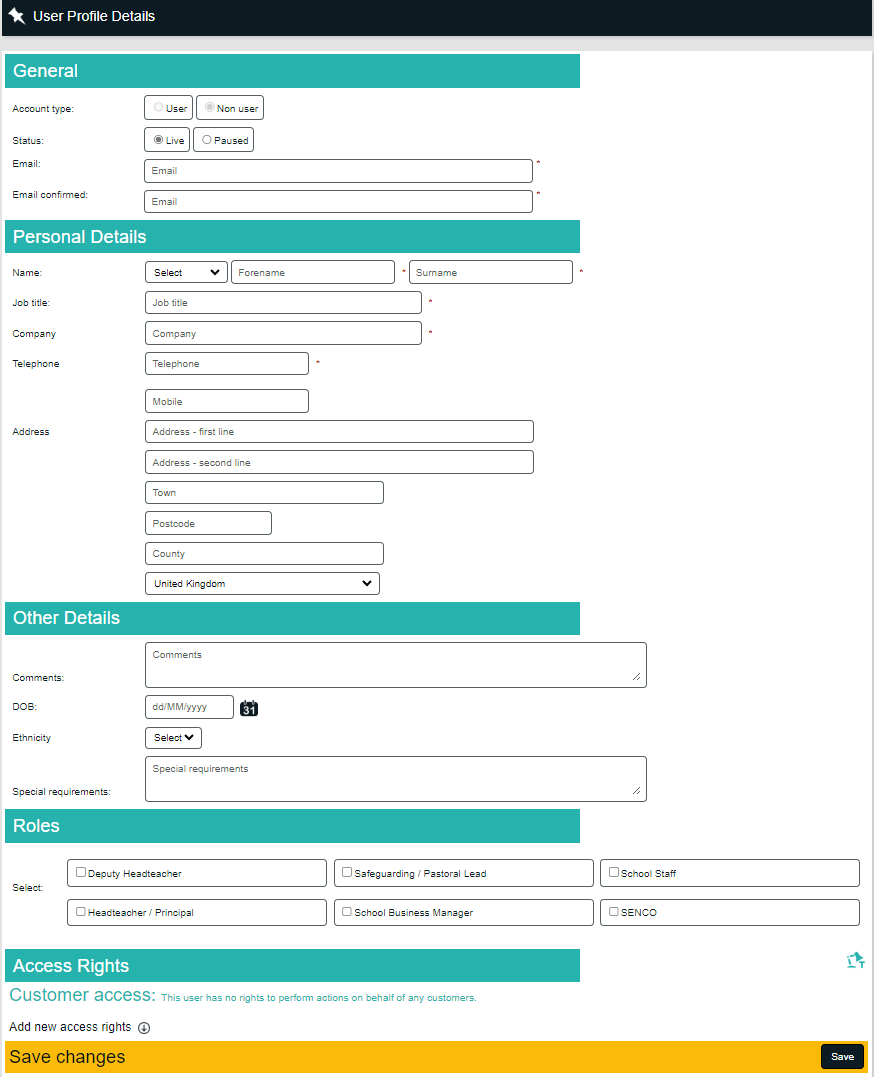 User Profile Details
General
Account type: User Non user
Status: Live Paused
Email: Email *
Email confirmed: Email *
Personal Details
Name: Select Forename * Surname *
Job title: Job title *
Company Company *
Telephone Telephone *
Mobile
Address Address - first line
Address - second line
Town
Postcode
County
United Kingdom
Other Details
Comments
Comments:
DOB: dd/MM/yyyy 31
Ethnicity Select
Special requirements
Special requirements:
Roles
Deputy Headteacher Safeguarding / Pastoral Lead School Staff
Select:
Headteacher / Principal School Business Manager SENCO
Access Rights
Customer access: This user has no rights to perform actions on behalf of any customers.
Add new access rights
Save changes Save